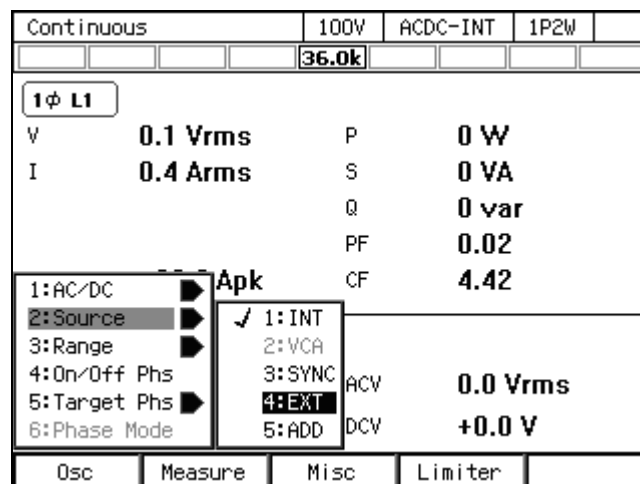 Continuous 100V ACDC-INT 1P2W
36.0k
1φ L1
V 0.1 Vrms P 0 W
I 0.4 Arms S 0 VA
Q 0 var
PF 0.02
Apk CF 4.42
1:AC/DC
2:Source
3:Range
4:On/Off Phs
5:Target Phs
6:Phase Mode
✓ 1:INT
2:VCA
3:SYNC
4:EXT
5:ADD
ACV 0.0 Vrms
DCV +0.0 V
Osc Measure Misc Limiter